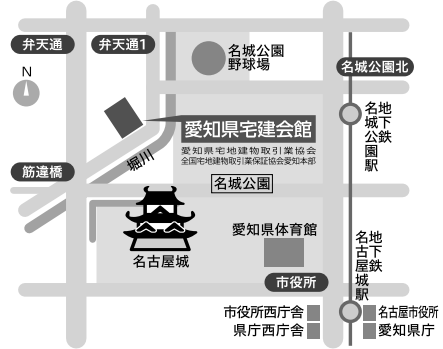 弁天通
弁天通1
名城公園
野球場
名城公園北
N
地下鉄
名城公園駅
愛知県宅建会館
愛知県宅地建物取引業協会
全国宅地建物取引業保証協会愛知本部
堀川
筋違橋
名城公園
愛知県体育館
名古屋城
地下鉄
名古屋城駅
市役所
市役所西庁舎
名古屋市役所
県庁西庁舎
愛知県庁